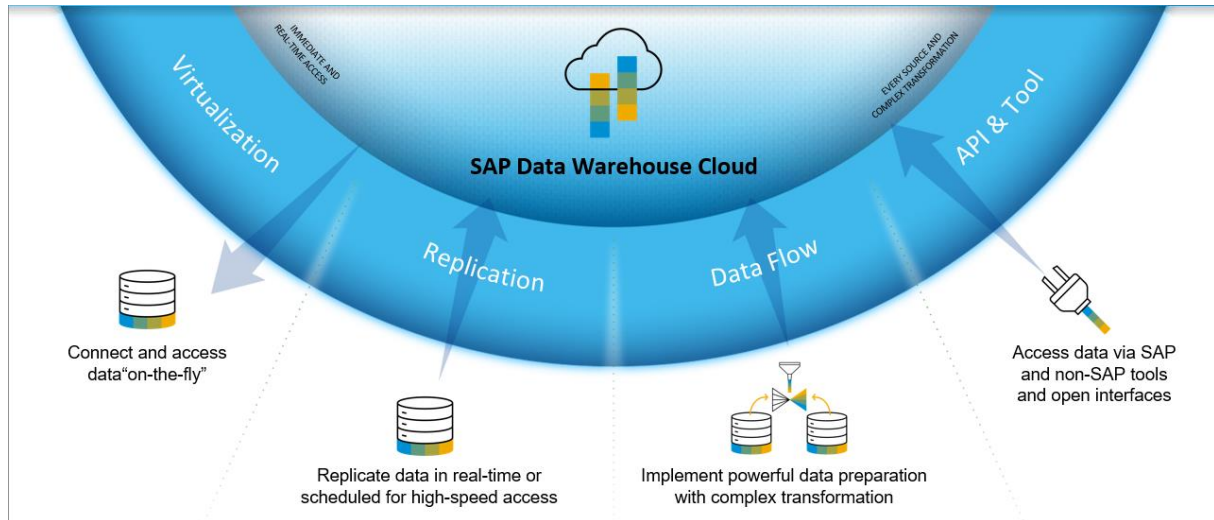 IMMEDIATE AND
REAL-TIME ACCESS
EVERY SOURCE AND
COMPLEX TRANSFORMATION
SAP Data Warehouse Cloud
Virtualization
Replication
Data Flow
API & Tool
Connect and access
data“on-the-fly”
Replicate data in real-time or
scheduled for high-speed access
Implement powerful data preparation
with complex transformation
Access data via SAP
and non-SAP tools
and open interfaces